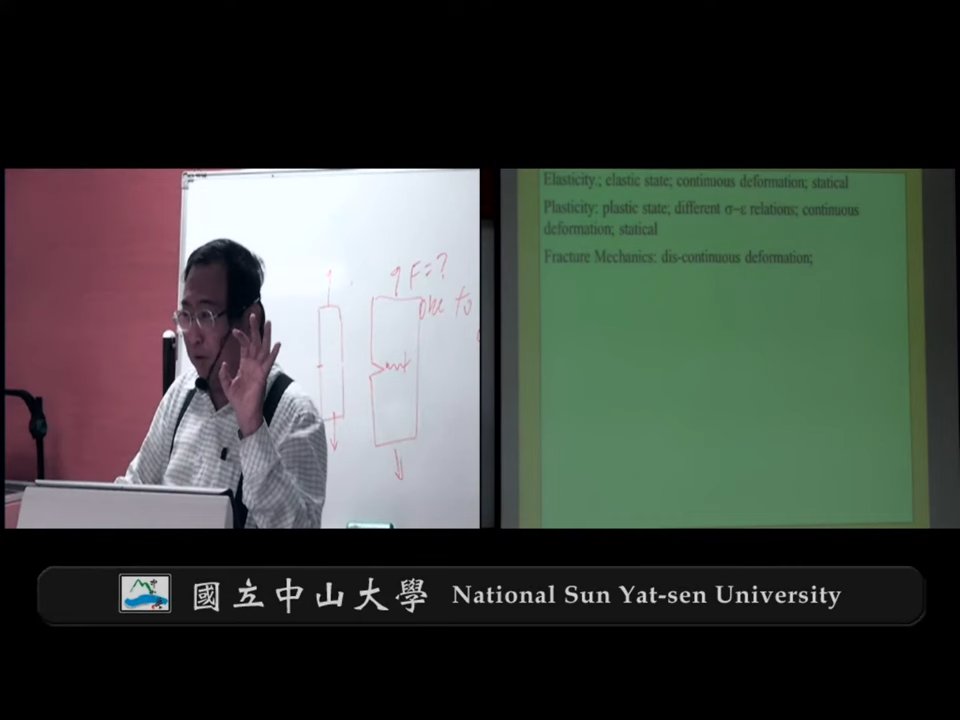 Elasticity.; elastic state; continuous deformation; statical
Plasticity: plastic state; different σ-ε relations; continuous
deformation; statical
Fracture Mechanics: dis-continuous deformation;
F=?
to
國立中山大學 National Sun Yat-sen University